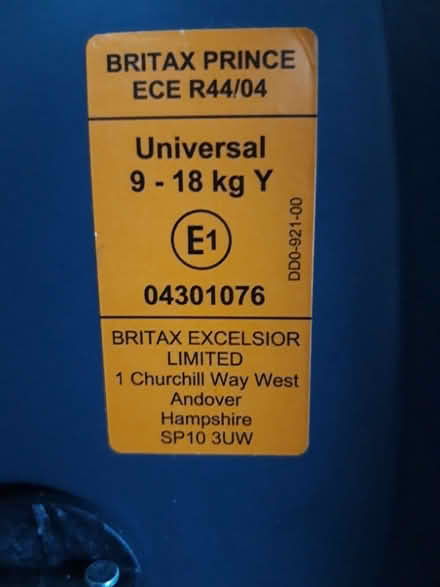 BRITAX PRINCE
ECE R44/04
Universal
9 - 18 kg Y
E1
04301076
DD0-921-00
BRITAX EXCELSIOR
LIMITED
1 Churchill Way West
Andover
Hampshire
SP10 3UW